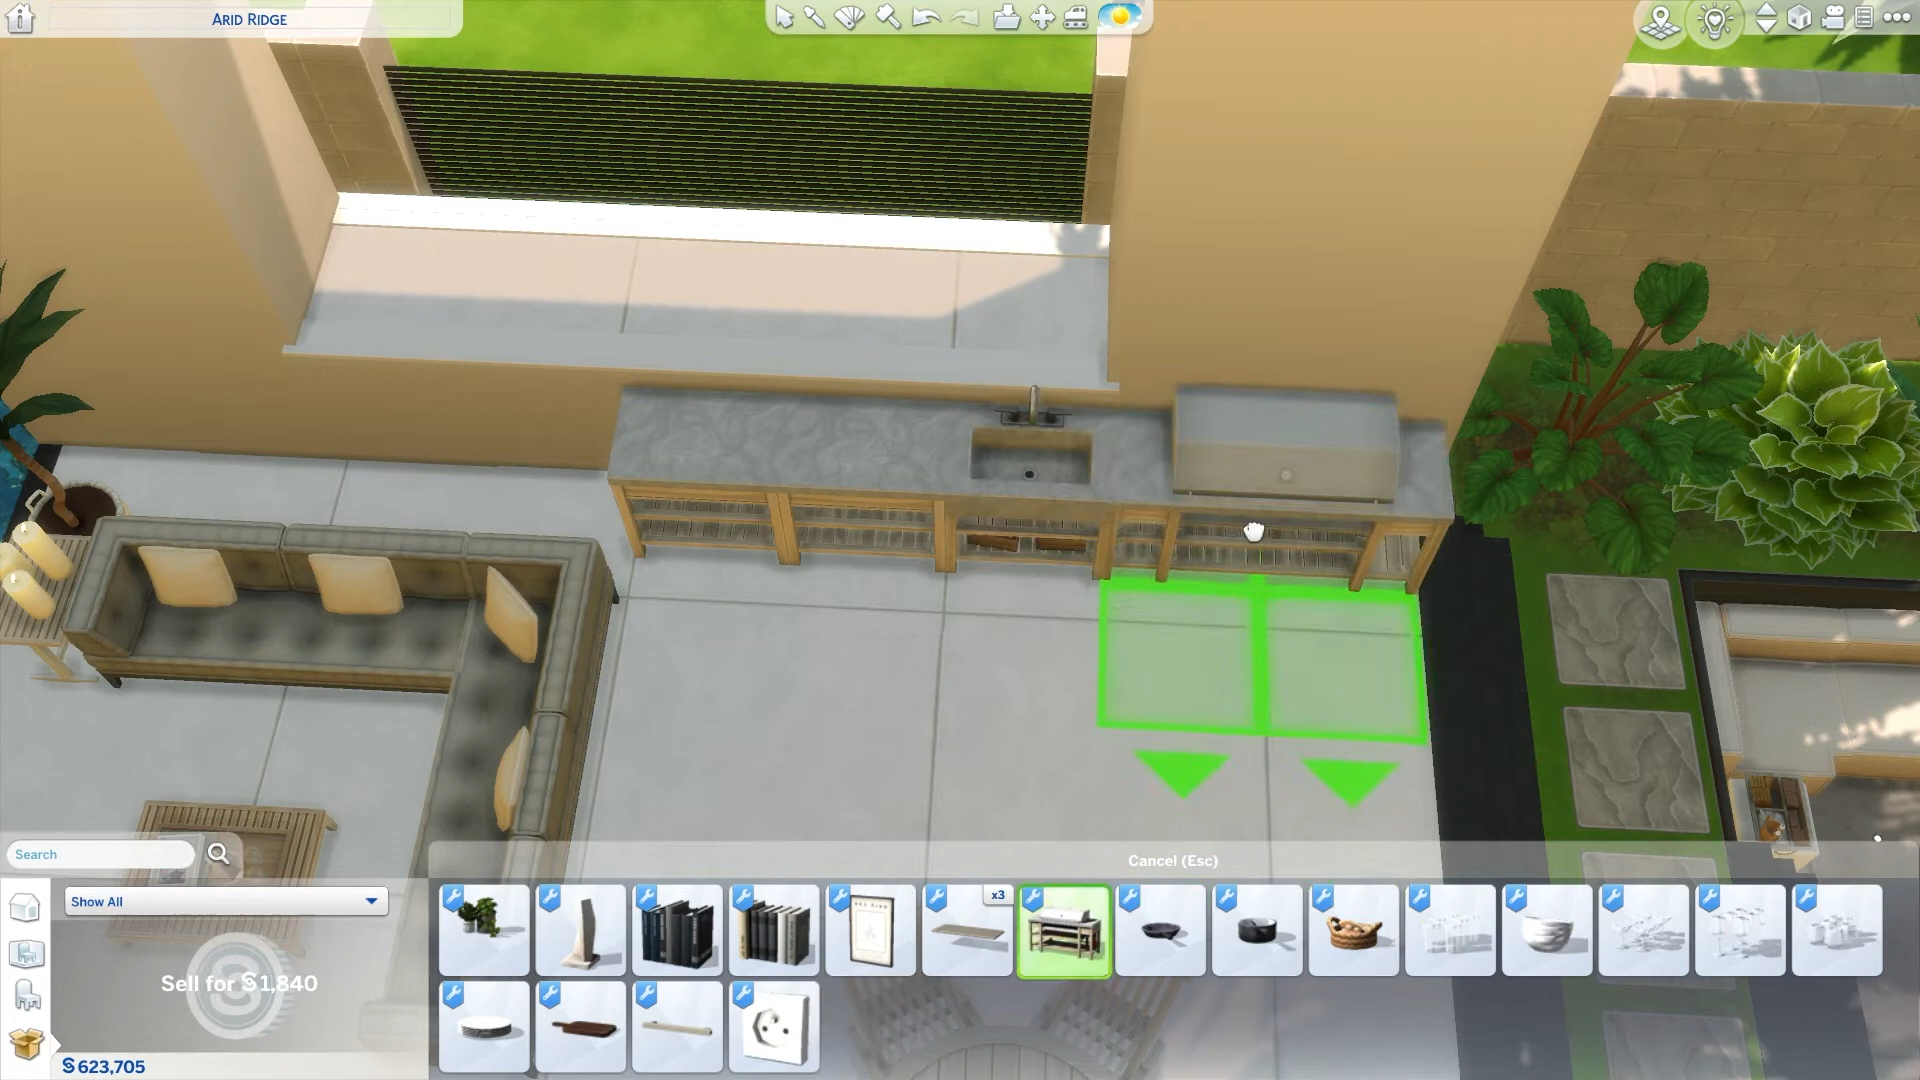 ARID RIDGE
Search
Cancel (Esc)
Show All
x3
Sell for §1,840
§623,705